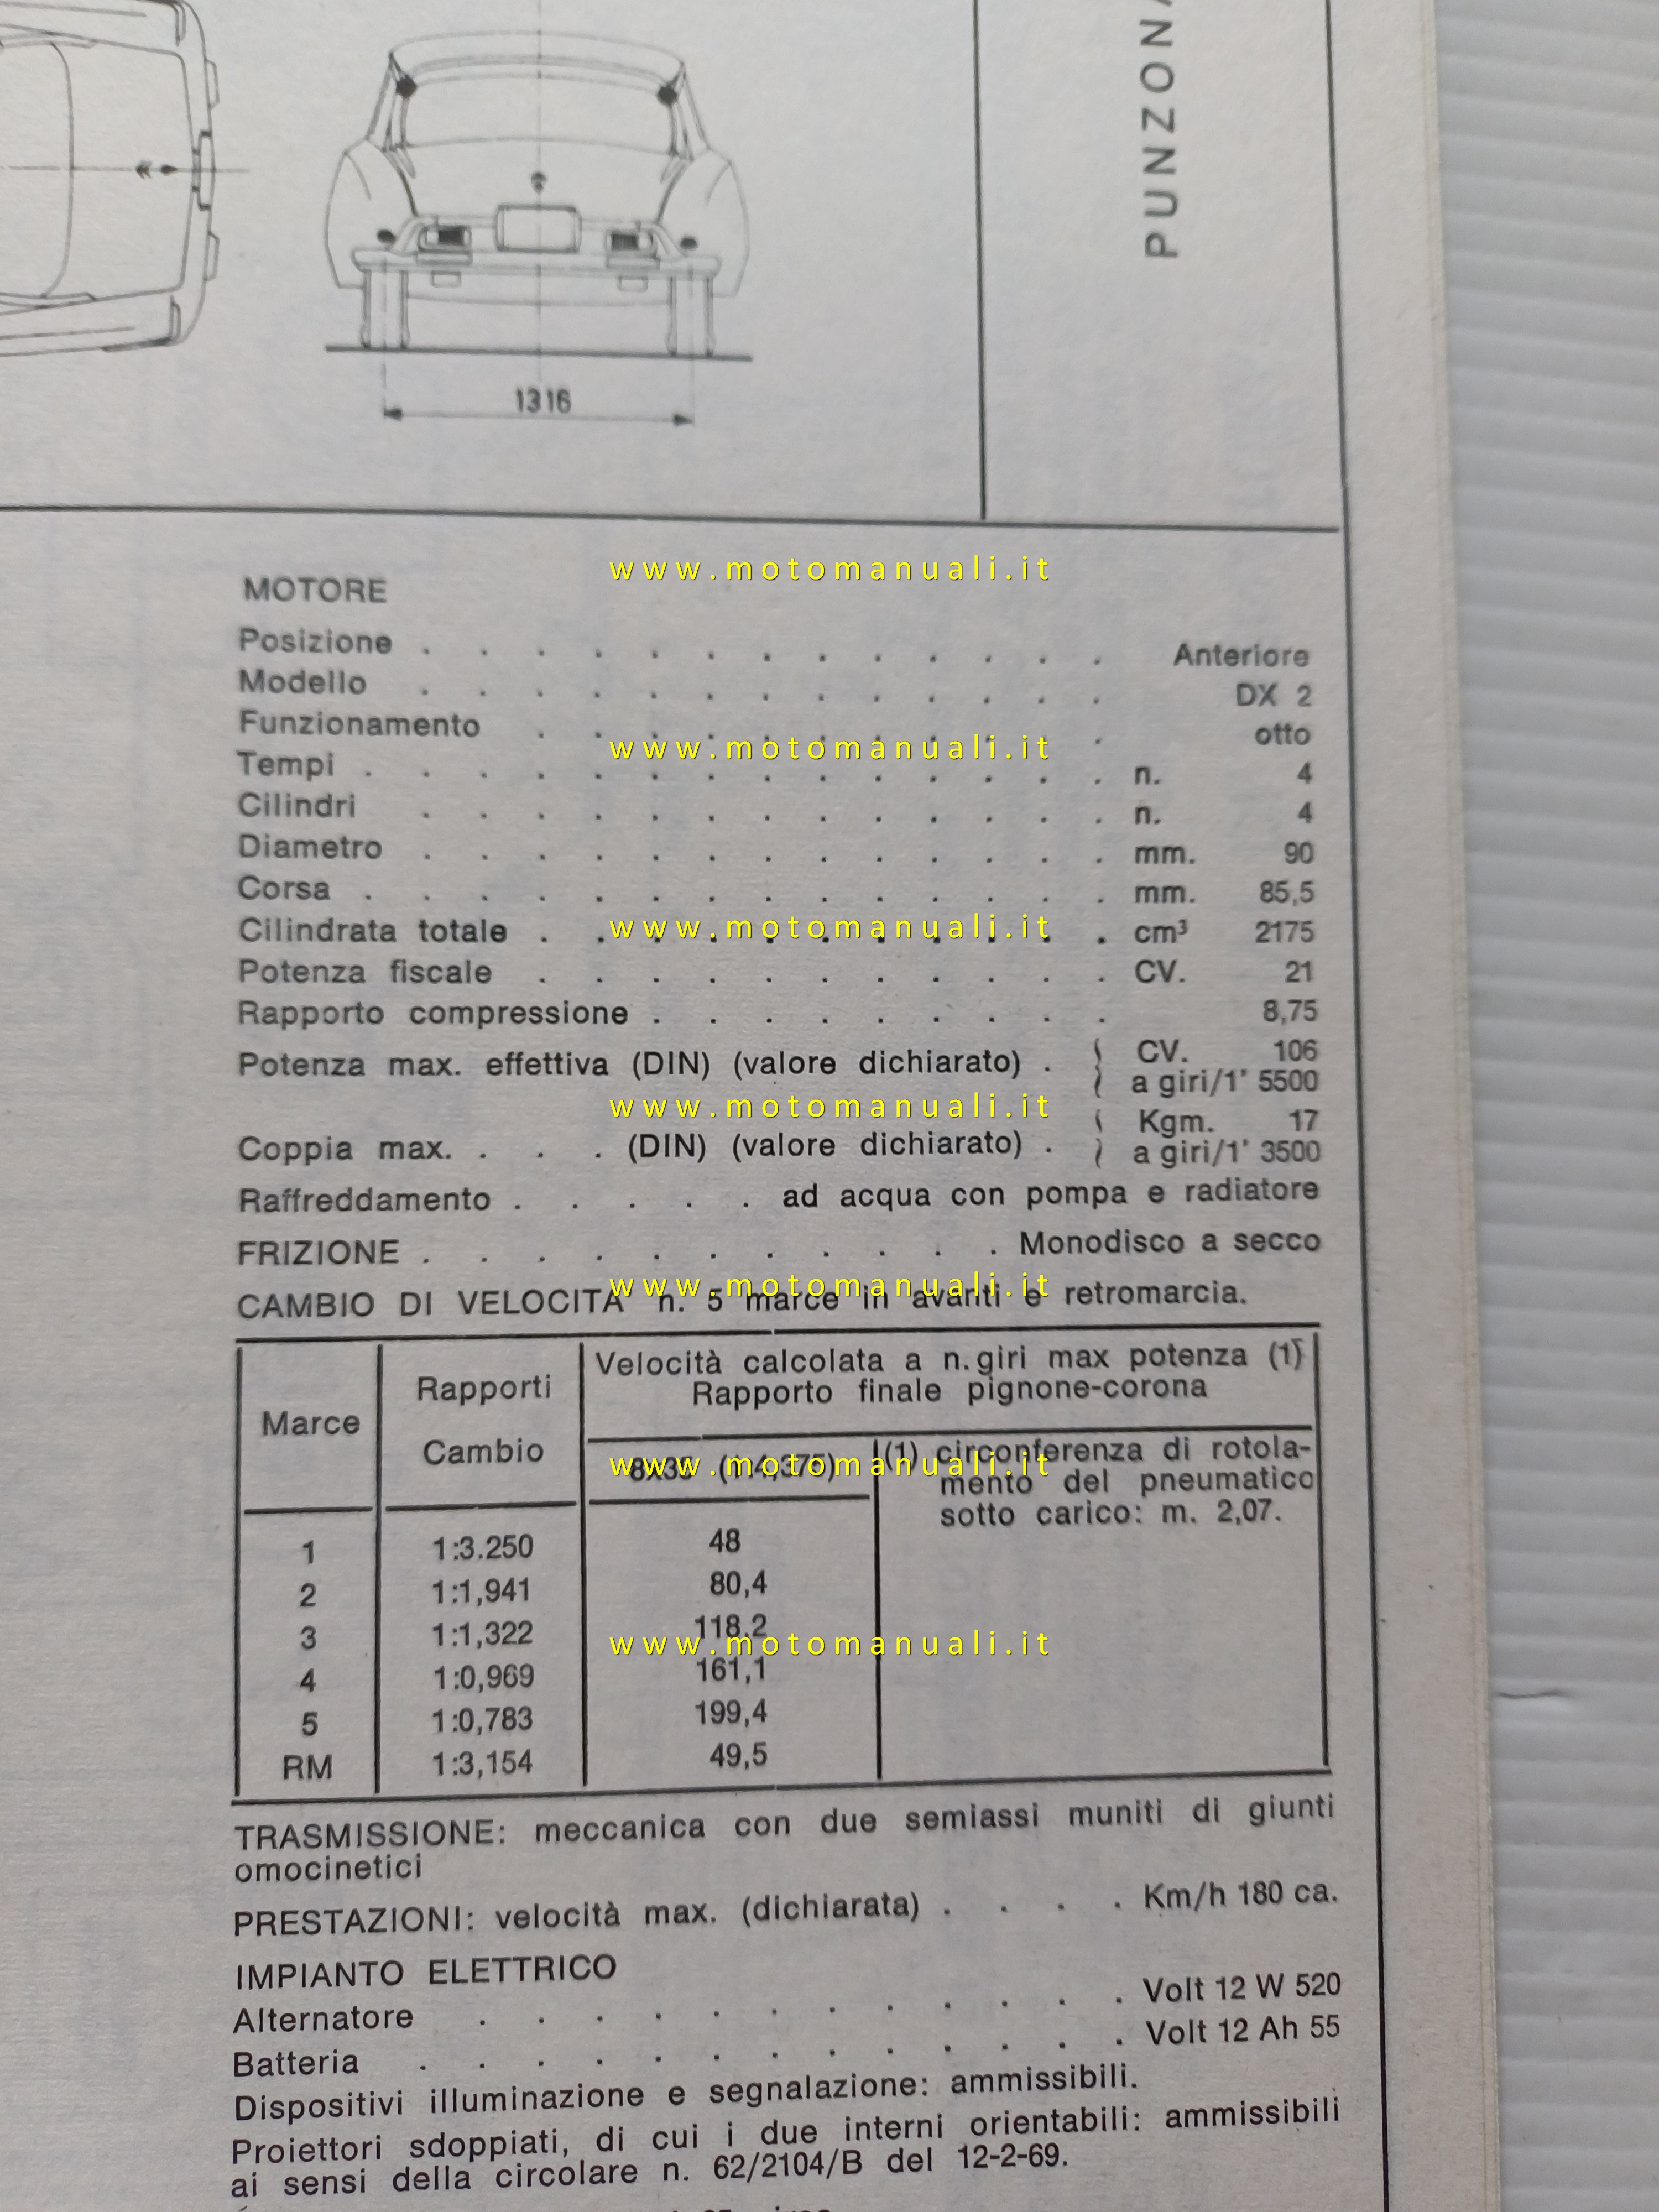 PUNZONA
1316
www.motomanuali.it
MOTORE
Posizione . . . . . . . . . . . . . Anteriore
Modello . . . . . . . . . . . . . DX 2
Funzionamento . . . . . . . . . . . otto
www.motomanuali.it
Tempi . . . . . . . . . . . . . . n. 4
Cilindri . . . . . . . . . . . . . n. 4
Diametro . . . . . . . . . . . . . mm. 90
Corsa . . . . . . . . . . . . . . mm. 85,5
Cilindrata totale . . . . . . . . . . . cm³ 2175
www.motomanuali.it
Potenza fiscale . . . . . . . . . . . CV. 21
Rapporto compressione . . . . . . . . . 8,75
Potenza max. effettiva (DIN) (valore dichiarato) . CV. 106
a giri/1' 5500
www.motomanuali.it
Kgm. 17
Coppia max. . . . (DIN) (valore dichiarato) . a giri/1' 3500
Raffreddamento . . . . . ad acqua con pompa e radiatore
FRIZIONE . . . . . . . . . . . Monodisco a secco
www.motomanuali.it
CAMBIO DI VELOCITA' n. 5 marce in avanti e retromarcia.
Marce
Rapporti
Cambio
Velocità calcolata a n. giri max potenza (1)
Rapporto finale pignone-corona
8x35 (1:4,375)
www.motomanuali.it
(1) circonferenza di rotola-
mento del pneumatico
sotto carico: m. 2,07.
1 1:3.250 48
2 1:1,941 80,4
3 1:1,322 118.2
www.motomanuali.it
4 1:0,969 161,1
5 1:0,783 199,4
RM 1:3,154 49,5
TRASMISSIONE: meccanica con due semiassi muniti di giunti
omocinetici
PRESTAZIONI: velocità max. (dichiarata) . . . . Km/h 180 ca.
IMPIANTO ELETTRICO
Alternatore . . . . . . . . . . . . Volt 12 W 520
Batteria . . . . . . . . . . . . . Volt 12 Ah 55
Dispositivi illuminazione e segnalazione: ammissibili.
Proiettori sdoppiati, di cui i due interni orientabili: ammissibili
ai sensi della circolare n. 62/2104/B del 12-2-69.